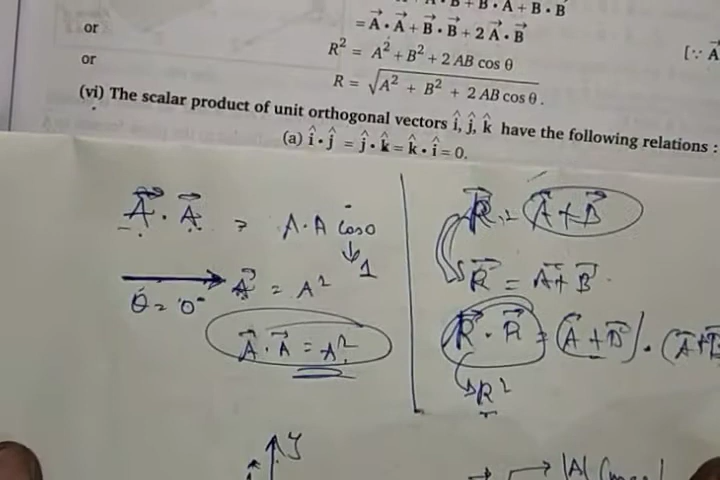 A · B + B · A + B · B
= A⃗ · A⃗ + B⃗ · B⃗ + 2 A⃗ · B⃗
[∵ A⃗
or
R² = A² + B² + 2 AB cos θ
or
R = √(A² + B² + 2 AB cos θ) .
(vi) The scalar product of unit orthogonal vectors î, ĵ, k̂ have the following relations :
(a) î · ĵ = ĵ · k̂ = k̂ · î = 0.
A⃗ · A⃗ = A · A cos 0
↓ 1
A⃗ = A²
θ = 0°
A⃗ · A⃗ = A²
R⃗ = A⃗ + B⃗
R⃗ = A⃗ + B⃗
R⃗ · R⃗ = (A⃗ + B⃗) · (A⃗ + B
R²
y
|A|